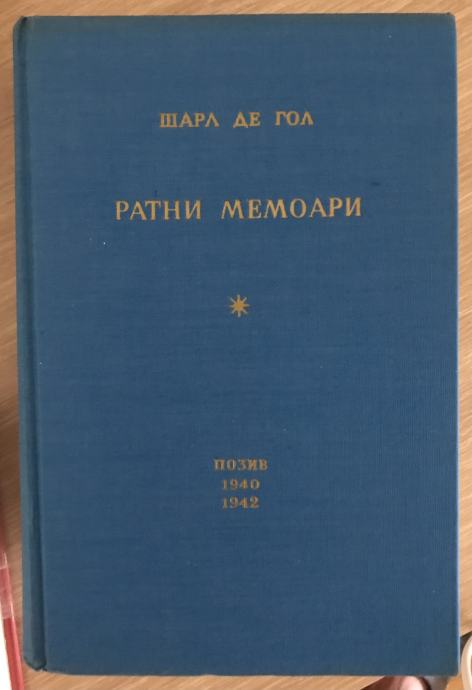 ШАРЛ ДЕ ГОЛ
РАТНИ МЕМОАРИ
ПОЗИВ
1940
1942